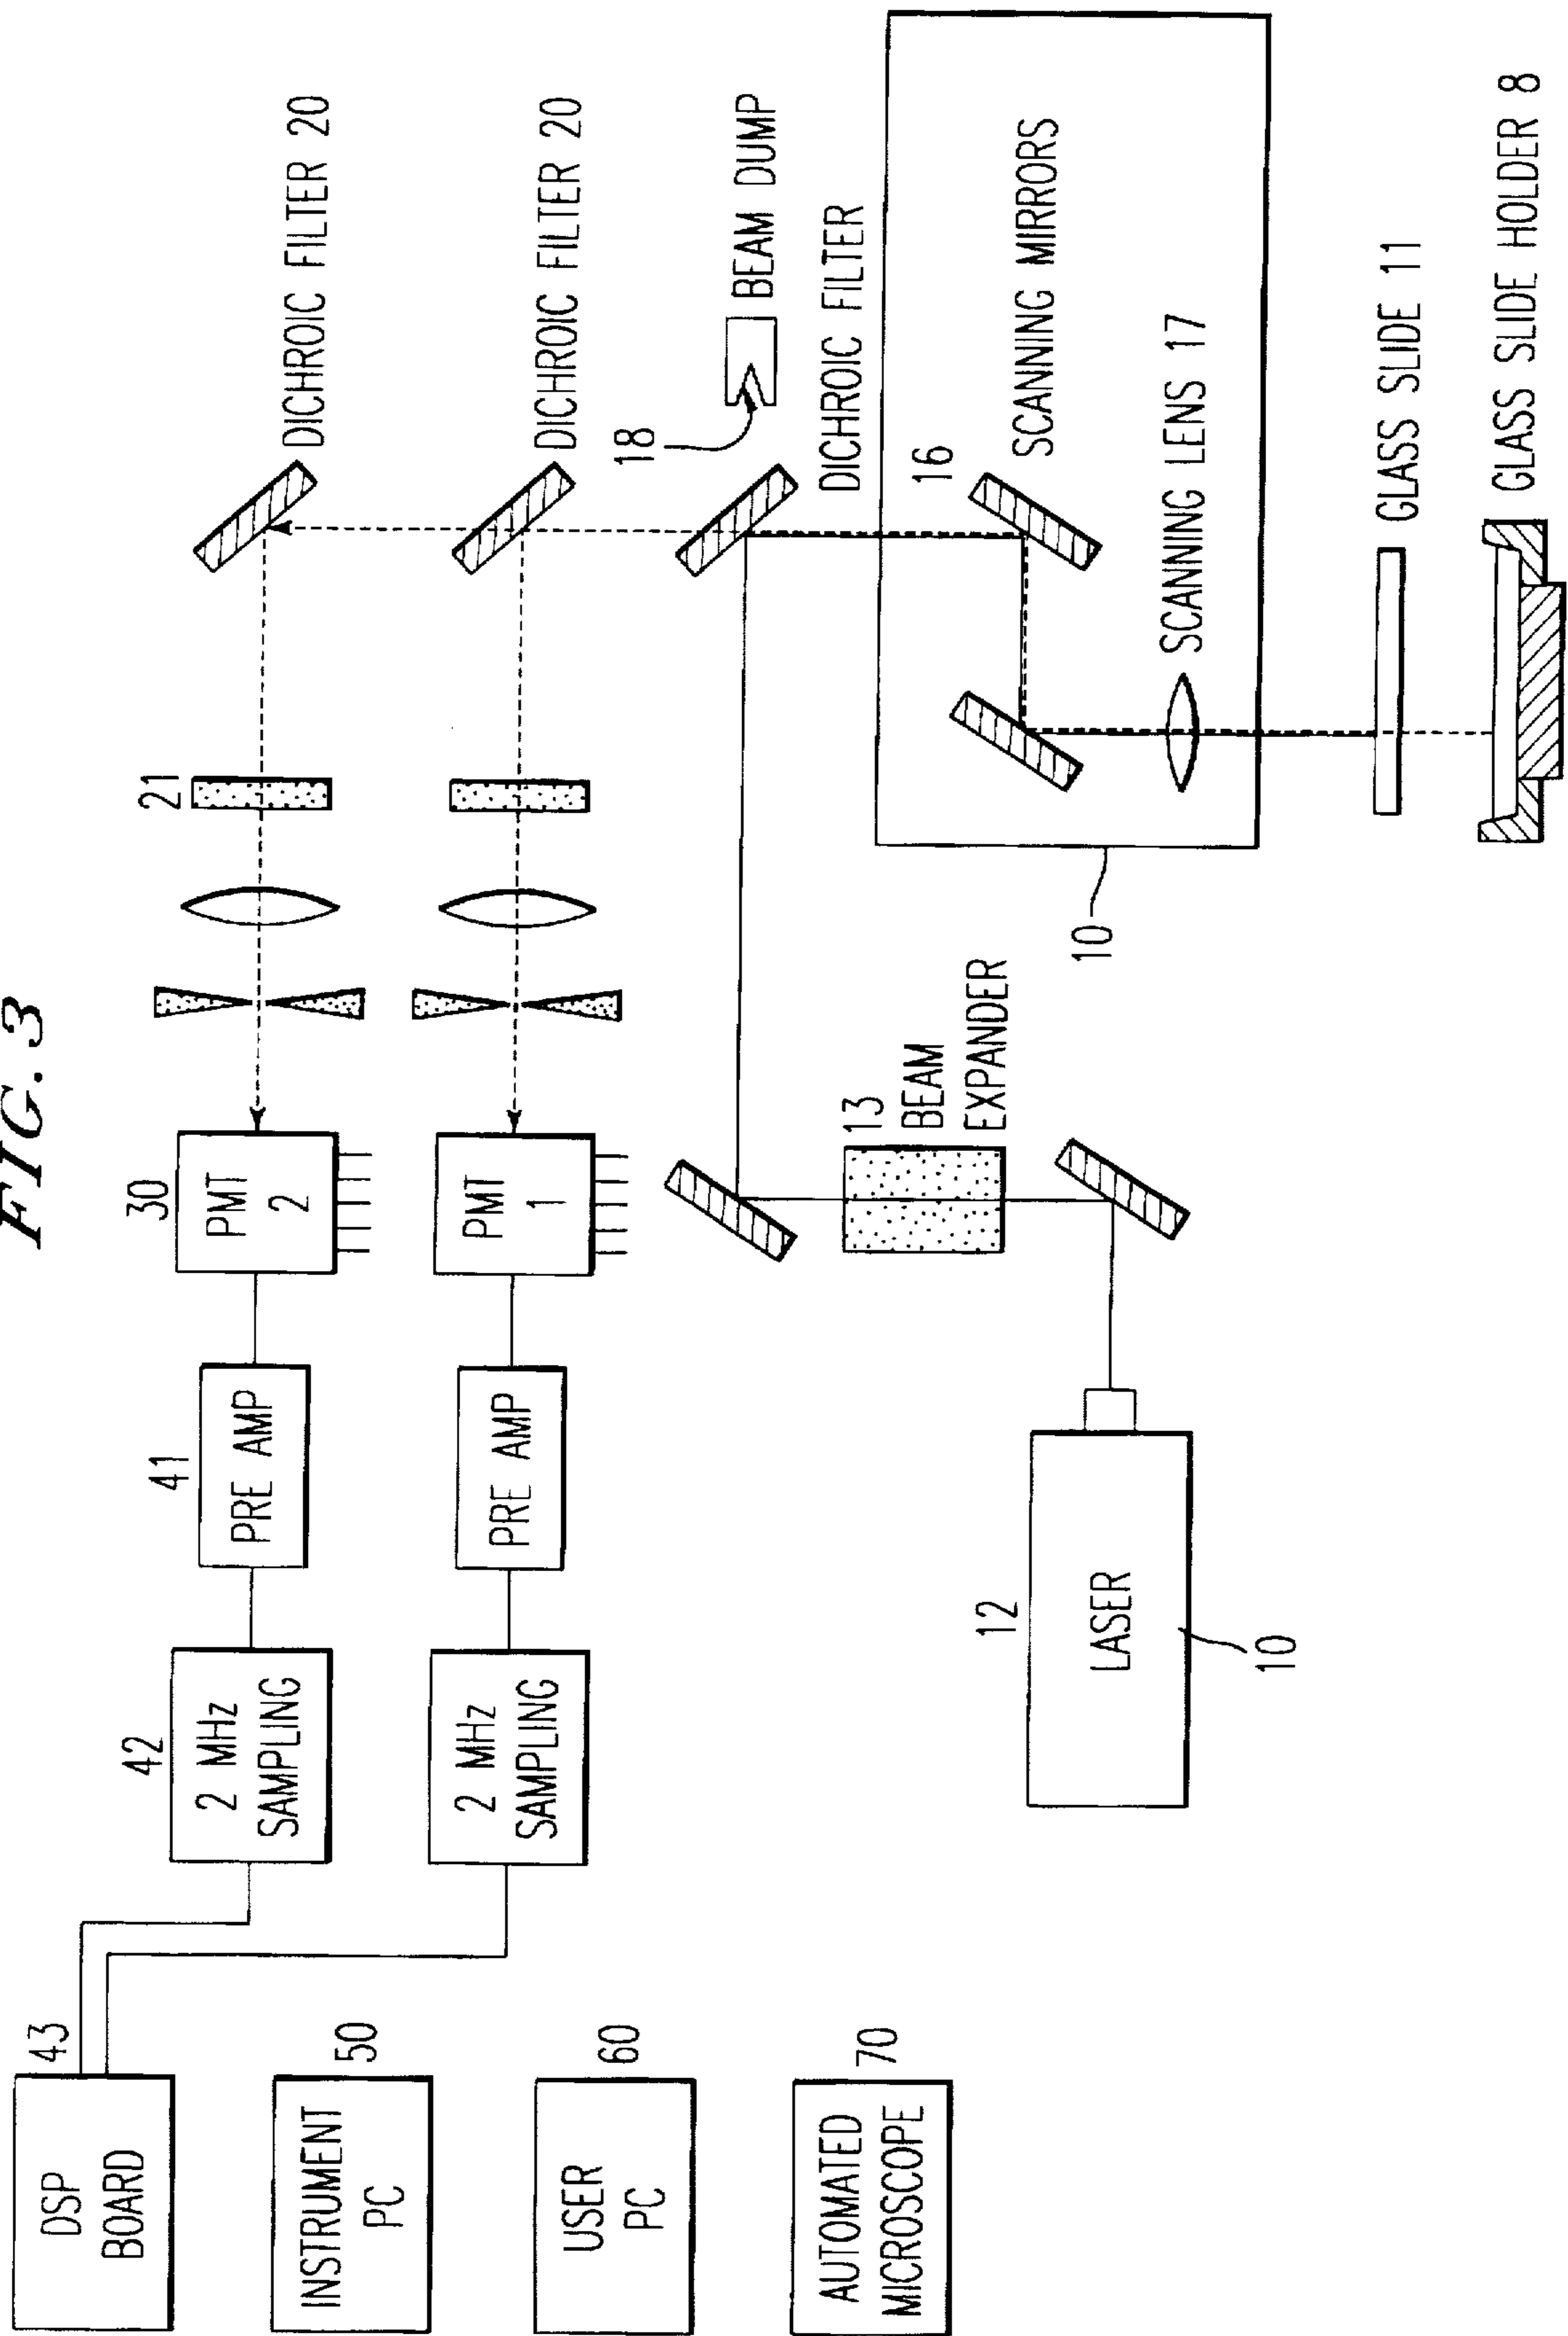 FIG. 3
DSP
BOARD
43
INSTRUMENT
PC
50
USER
PC
60
AUTOMATED
MICROSCOPE
70
42
2 MHz
SAMPLING
2 MHz
SAMPLING
41
PRE AMP
PRE AMP
30
PMT
2
PMT
1
21
DICHROIC FILTER 20
DICHROIC FILTER 20
18
BEAM DUMP
DICHROIC FILTER
12
LASER
10
13
BEAM
EXPANDER
10
16
SCANNING MIRRORS
SCANNING LENS 17
GLASS SLIDE 11
GLASS SLIDE HOLDER 8